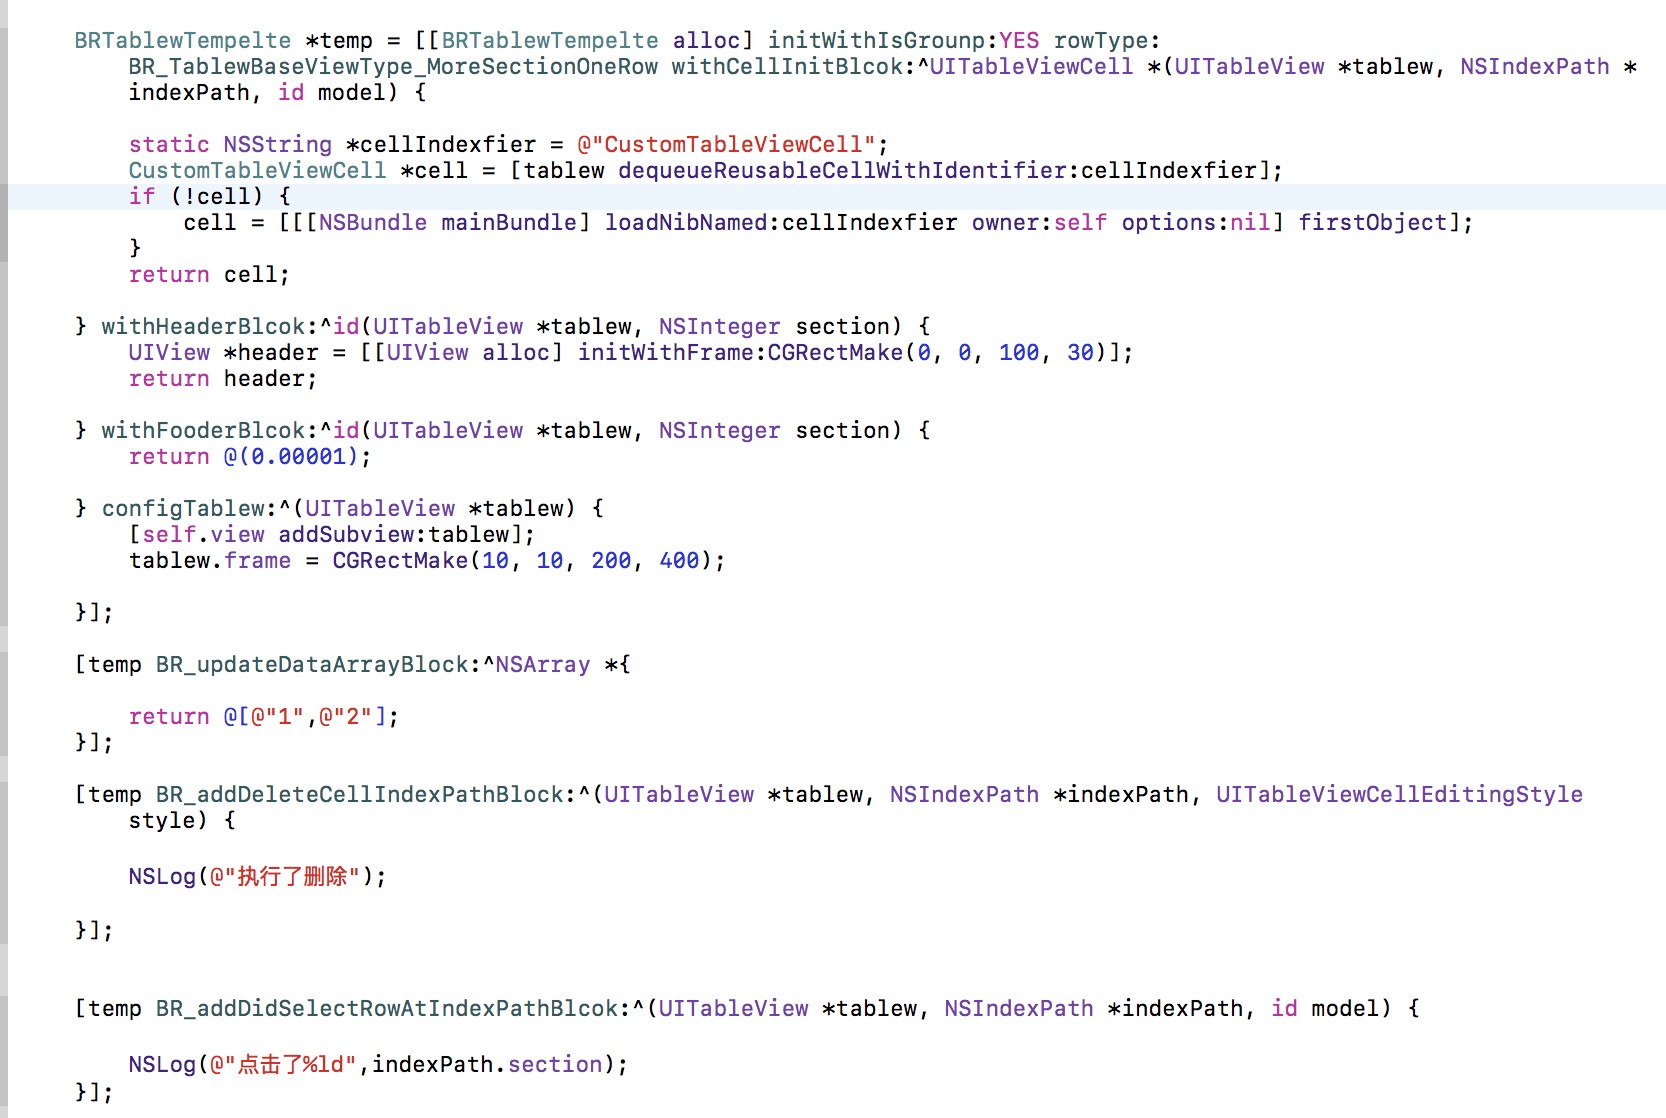 BRTablewTempelte *temp = [[BRTablewTempelte alloc] initWithIsGrounp:YES rowType:
BR_TablewBaseViewType_MoreSectionOneRow withCellInitBlcok:^UITableViewCell *(UITableView *tablew, NSIndexPath *
indexPath, id model) {
static NSString *cellIndexfier = @"CustomTableViewCell";
CustomTableViewCell *cell = [tablew dequeueReusableCellWithIdentifier:cellIndexfier];
if (!cell) {
cell = [[[NSBundle mainBundle] loadNibNamed:cellIndexfier owner:self options:nil] firstObject];
}
return cell;
} withHeaderBlcok:^id(UITableView *tablew, NSInteger section) {
UIView *header = [[UIView alloc] initWithFrame:CGRectMake(0, 0, 100, 30)];
return header;
} withFooderBlcok:^id(UITableView *tablew, NSInteger section) {
return @(0.00001);
} configTablew:^(UITableView *tablew) {
[self.view addSubview:tablew];
tablew.frame = CGRectMake(10, 10, 200, 400);
}];
[temp BR_updateDataArrayBlock:^NSArray *{
return @[@"1",@"2"];
}];
[temp BR_addDeleteCellIndexPathBlock:^(UITableView *tablew, NSIndexPath *indexPath, UITableViewCellEditingStyle
style) {
NSLog(@"执行了删除");
}];
[temp BR_addDidSelectRowAtIndexPathBlcok:^(UITableView *tablew, NSIndexPath *indexPath, id model) {
NSLog(@"点击了%ld",indexPath.section);
}];